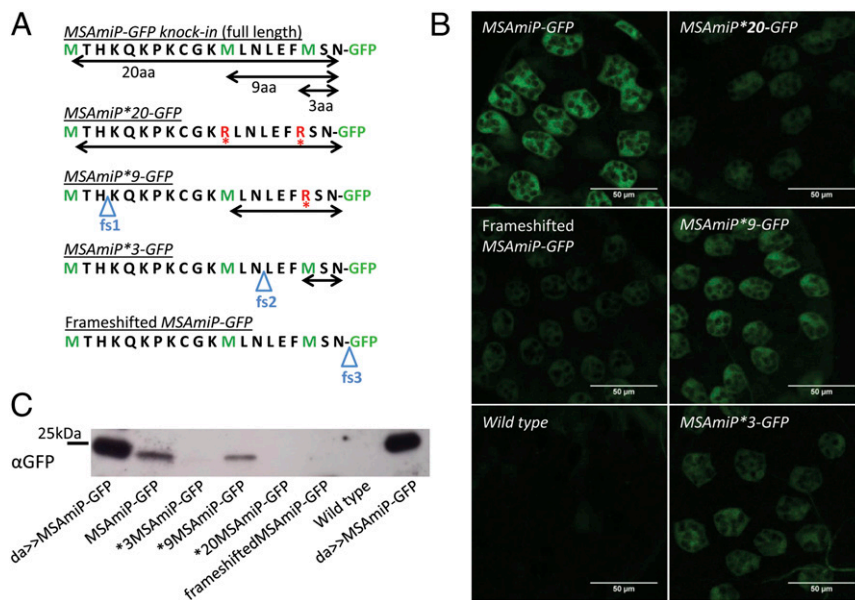 A
MSAmiP-GFP knock-in (full length)
M T H K Q K P K C G K M L N L E F M S N-GFP
20aa
9aa
3aa
MSAmiP*20-GFP
M T H K Q K P K C G K R L N L E F R S N-GFP
* *
MSAmiP*9-GFP
M T H K Q K P K C G K M L N L E F R S N-GFP
*
fs1
MSAmiP*3-GFP
M T H K Q K P K C G K M L N L E F M S N-GFP
fs2
Frameshifted MSAmiP-GFP
M T H K Q K P K C G K M L N L E F M S N-GFP
fs3
B
MSAmiP-GFP
50 µm
MSAmiP*20-GFP
50 µm
Frameshifted
MSAmiP-GFP
50 µm
MSAmiP*9-GFP
50 µm
Wild type
50 µm
MSAmiP*3-GFP
50 µm
C
25kDa
αGFP
da>>MSAmiP-GFP
MSAmiP-GFP
*3MSAmiP-GFP
*9MSAmiP-GFP
*20MSAmiP-GFP
frameshiftedMSAmiP-GFP
Wild type
da>>MSAmiP-GFP